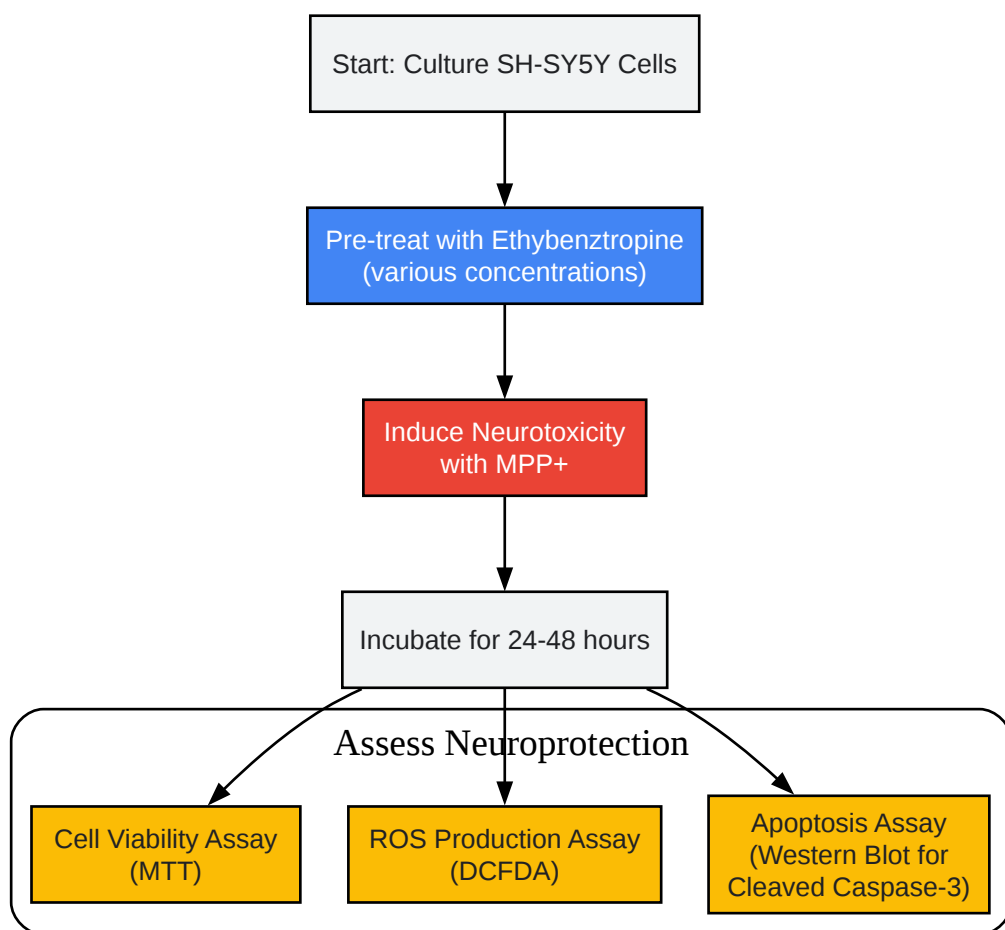 Start: Culture SH-SY5Y Cells
Pre-treat with Ethybenztropine
(various concentrations)
Induce Neurotoxicity
with MPP+
Incubate for 24-48 hours
Assess Neuroprotection
Cell Viability Assay
(MTT)
ROS Production Assay
(DCFDA)
Apoptosis Assay
(Western Blot for
Cleaved Caspase-3)